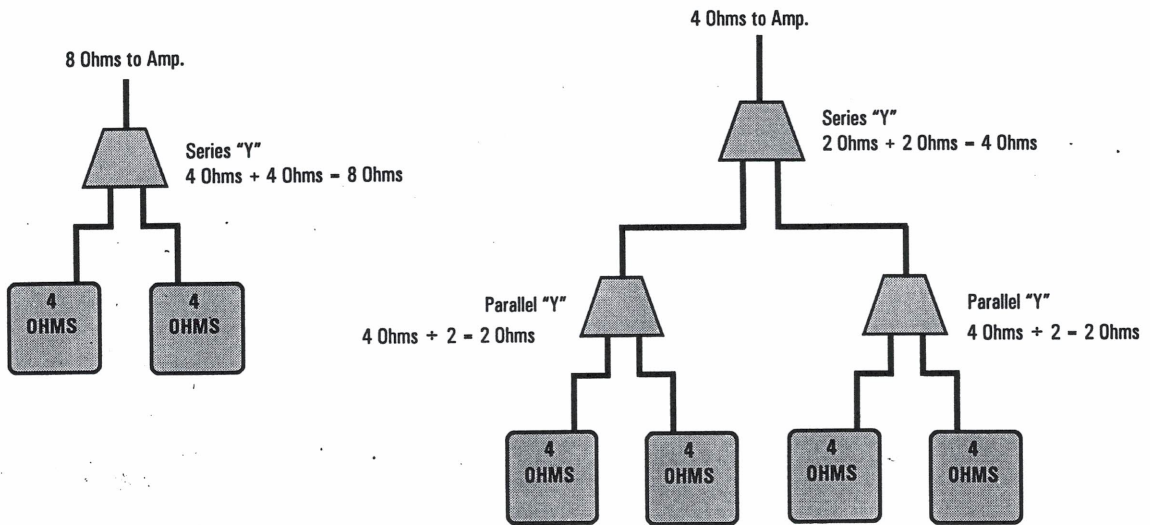 8 Ohms to Amp.
Series "Y"
4 Ohms + 4 Ohms = 8 Ohms
4
OHMS
4
OHMS
4 Ohms to Amp.
Series "Y"
2 Ohms + 2 Ohms = 4 Ohms
Parallel "Y"
4 Ohms ÷ 2 = 2 Ohms
Parallel "Y"
4 Ohms ÷ 2 = 2 Ohms
4
OHMS
4
OHMS
4
OHMS
4
OHMS